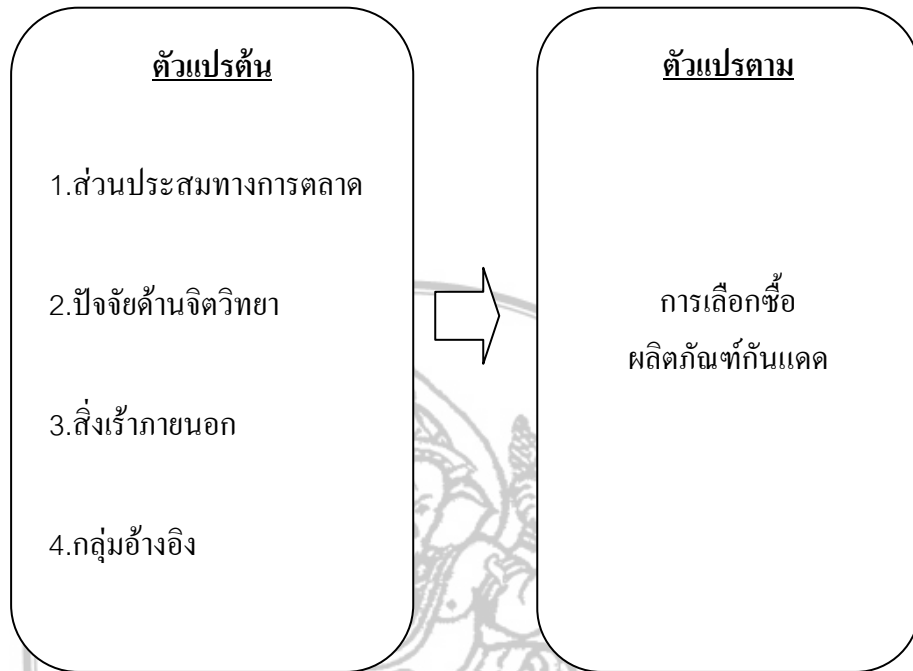 ตัวแปรต้น
1.ส่วนประสมทางการตลาด
2.ปัจจัยด้านจิตวิทยา
3.สิ่งเร้าภายนอก
4.กลุ่มอ้างอิง
ตัวแปรตาม
การเลือกซื้อ
ผลิตภัณฑ์กันแดด